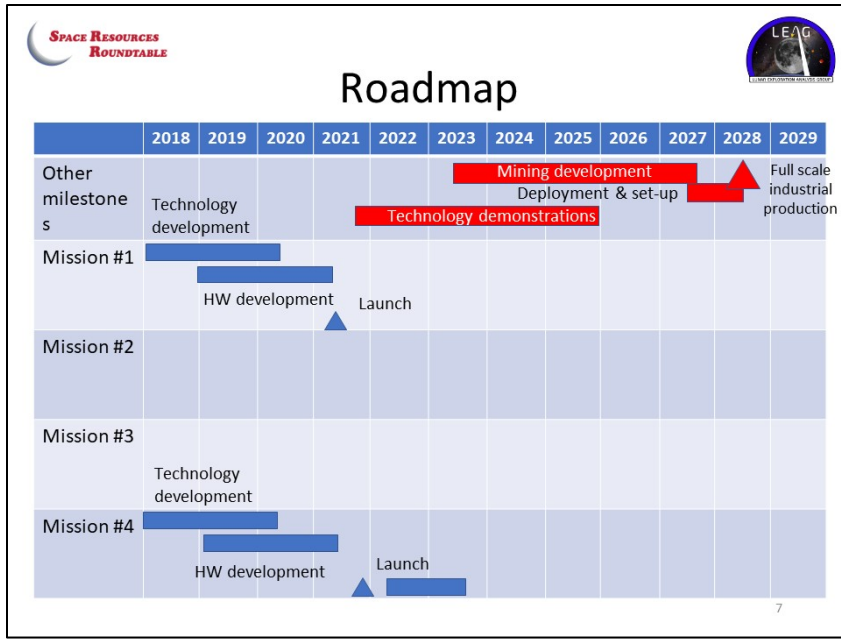 SPACE RESOURCES
ROUNDTABLE
LEAG
LUNAR EXPLORATION ANALYSIS GROUP
Roadmap
2018 2019 2020 2021 2022 2023 2024 2025 2026 2027 2028 2029
Other
milestone
s
Mining development
Deployment & set-up
Technology demonstrations
Full scale
industrial
production
Technology
development
Mission #1
HW development
Launch
Mission #2
Mission #3
Technology
development
Mission #4
HW development
Launch
7